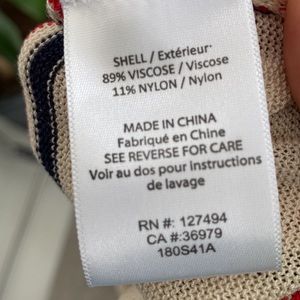 SHELL / Extérieur:
89% VISCOSE / Viscose
11% NYLON / Nylon
MADE IN CHINA
Fabriqué en Chine
SEE REVERSE FOR CARE
Voir au dos pour instructions
de lavage
RN #: 127494
CA #:36979
180S41A